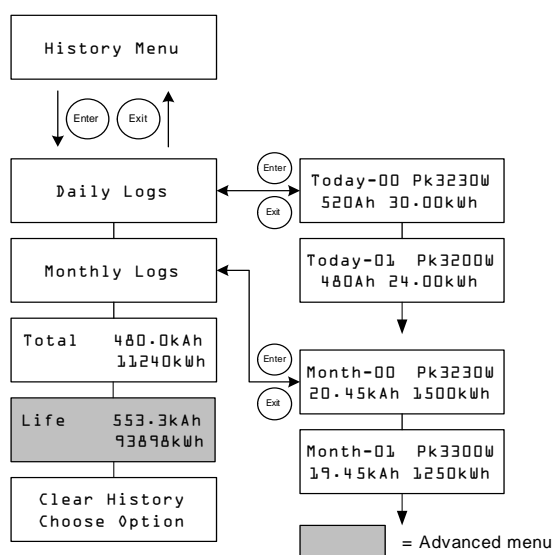 History Menu
Enter
Exit
Daily Logs
Enter
Exit
Today-00 Pk3230W
520Ah 30.00kWh
Today-01 Pk3200W
480Ah 24.00kWh
Monthly Logs
Enter
Exit
Month-00 Pk3230W
20.45kAh 1500kWh
Month-01 Pk3300W
19.45kAh 1250kWh
Total 480.0kAh
11240kWh
Life 553.3kAh
93898kWh
Clear History
Choose Option
= Advanced menu